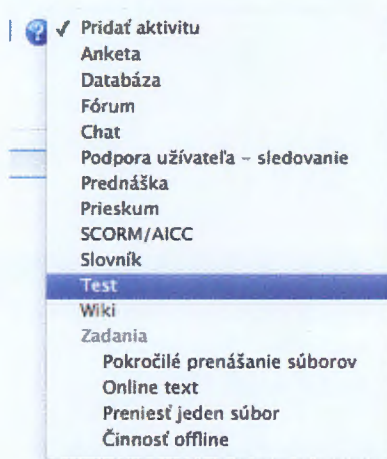 ? ✓ Pridať aktivitu
Anketa
Databáza
Fórum
Chat
Podpora užívateľa – sledovanie
Prednáška
Prieskum
SCORM/AICC
Slovník
Test
Wiki
Zadania
Pokročilé prenášanie súborov
Online text
Preniesť jeden súbor
Činnosť offline